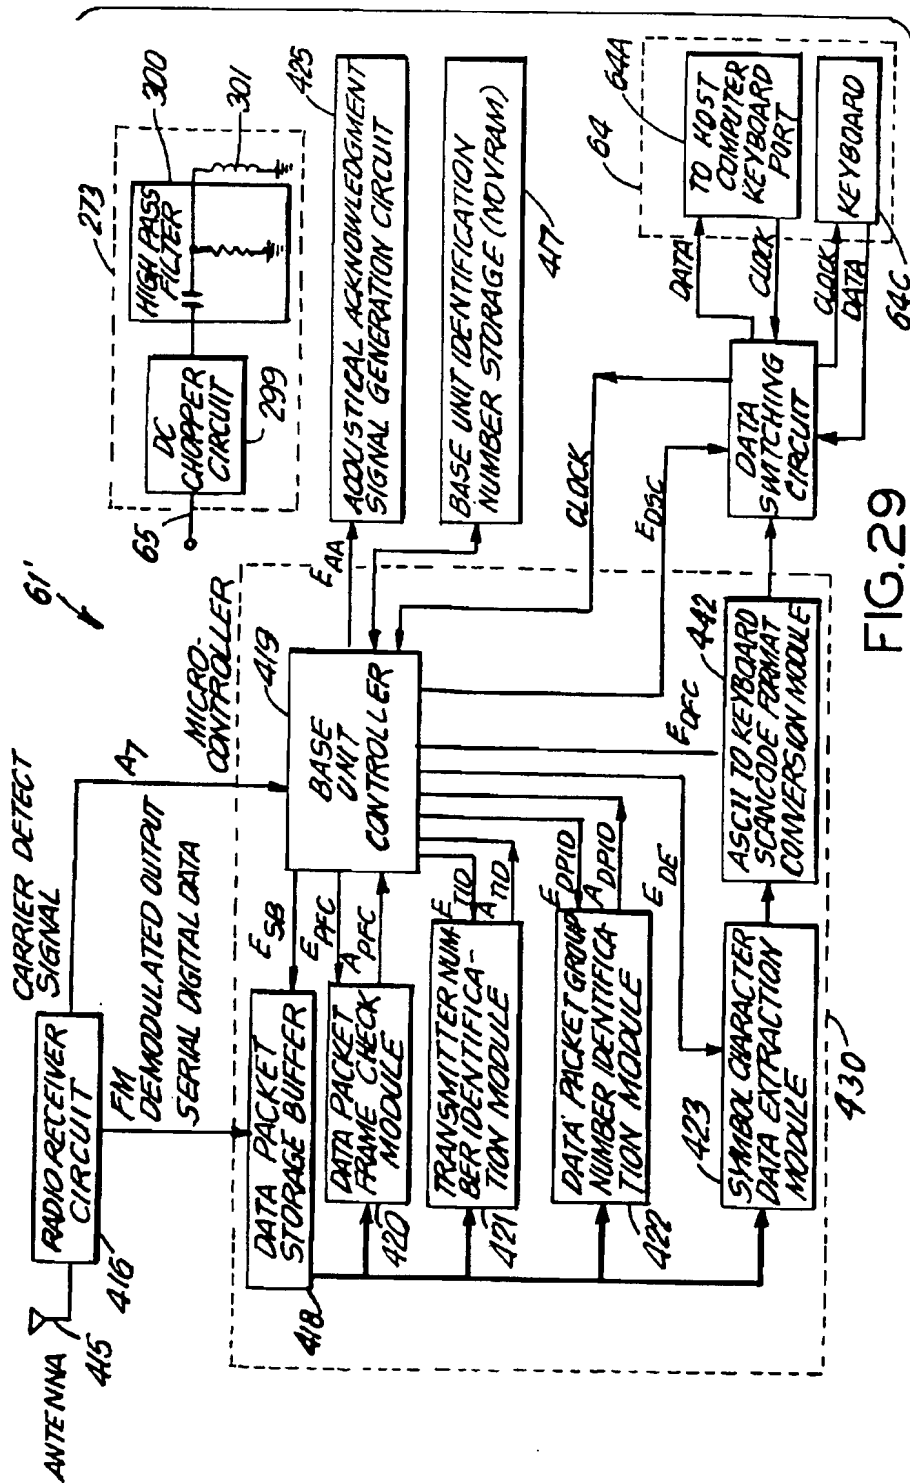 61'
ANTENNA
415
416
RADIO RECEIVER
CIRCUIT
CARRIER DETECT
SIGNAL
A7
FM
DEMODULATED OUTPUT
SERIAL DIGITAL DATA
MICRO-
CONTROLLER
419
BASE
UNIT
CONTROLLER
DATA PACKET
STORAGE BUFFER
418
ESB
DATA PACKET
FRAME CHECK
MODULE
420
EPFC
APFC
TRANSMITTER NUM-
BER IDENTIFICA-
TION MODULE
421
ETID
ATID
DATA PACKET GROUP
NUMBER IDENTIFICA-
TION MODULE
422
EDPID
ADPID
423
SYMBOL CHARACTER
DATA EXTRACTION
MODULE
EDE
430
ASCII TO KEYBOARD
SCANCODE FORMAT
CONVERSION MODULE
442
EDFC
273
65
DC
CHOPPER
CIRCUIT
299
HIGH PASS
FILTER
300
301
EAA
ACOUSTICAL ACKNOWLEDGMENT
SIGNAL GENERATION CIRCUIT
425
BASE UNIT IDENTIFICATION
NUMBER STORAGE (NOVRAM)
417
CLOCK
EDSC
DATA
SWITCHING
CIRCUIT
DATA
CLOCK
CLOCK
DATA
64
64A
TO HOST
COMPUTER
KEYBOARD
PORT
KEYBOARD
64C
FIG.29